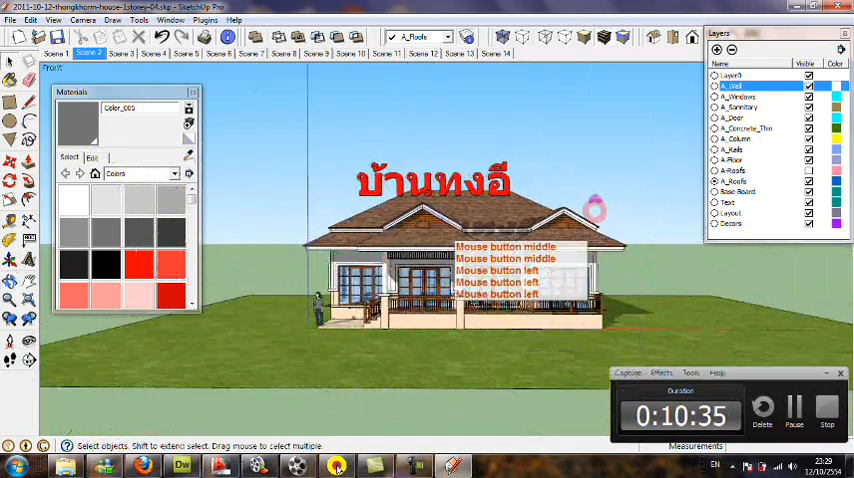 2011-10-12-thongkhorm-house-1storey-04.skp - SketchUp Pro
File Edit View Camera Draw Tools Window Plugins Help
A_Roofs
Scene 1 Scene 2 Scene 3 Scene 4 Scene 5 Scene 6 Scene 7 Scene 8 Scene 9 Scene 10 Scene 11 Scene 12 Scene 13 Scene 14
Front
Materials
Color_005
Select Edit
Colors
บ้านทงอี
Mouse button middle
Mouse button middle
Mouse button left
Mouse button left
Mouse button left
Layers
Name Visible Color
Layer0
A_Wall
A_Windows
A_Sannitary
A_Door
A_Concrete_Thin
A_Column
A_Rails
A-Floor
A-Roofs
A_Roofs
Base Board
Text
Layout
Decors
Capture Effects Tools Help
Duration
0:10:35
Delete Pause Stop
Select objects. Shift to extend select. Drag mouse to select multiple.
Measurements
Dw
EN
23:29
12/10/2554